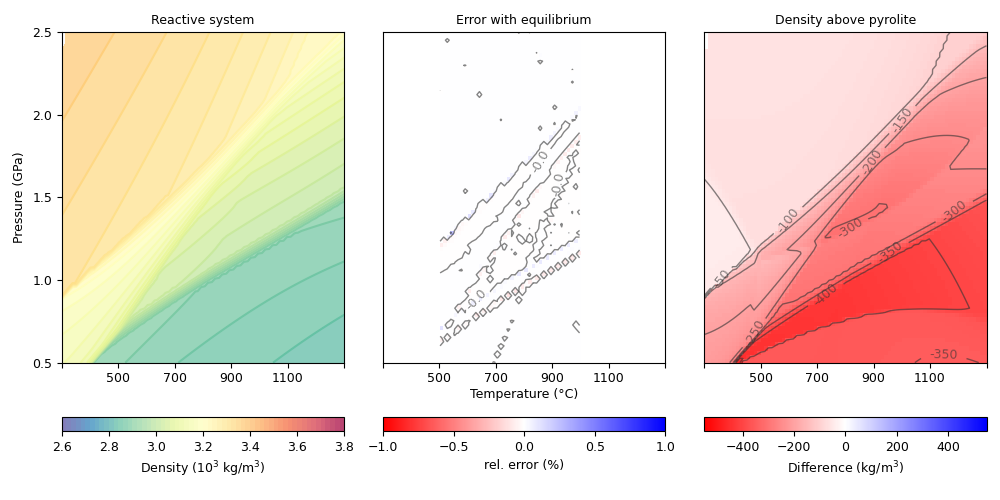 Reactive system
Error with equilibrium
Density above pyrolite
Pressure (GPa)
2.5
2.0
1.5
1.0
0.5
500 700 900 1100
-0.0
-0.0
-0.0
500 700 900 1100
Temperature (°C)
-150
-200
-100
-300
-300
-50
-350
-400
-250
-350
500 700 900 1100
2.6 2.8 3.0 3.2 3.4 3.6 3.8
Density (10³ kg/m³)
−1.0 −0.5 0.0 0.5 1.0
rel. error (%)
−400 −200 0 200 400
Difference (kg/m³)